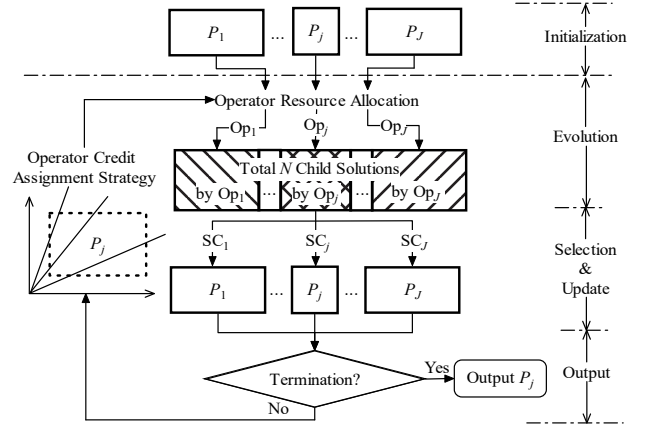 P1 ... Pj ... PJ
Initialization
Operator Resource Allocation
Op1 Opj OpJ
Evolution
Operator Credit
Assignment Strategy
Total N Child Solutions
by Op1 ... by Opj ... by OpJ
Pj
SC1 SCj SCJ
Selection
&
Update
P1 ... Pj ... PJ
Termination?
Yes
Output Pj
Output
No